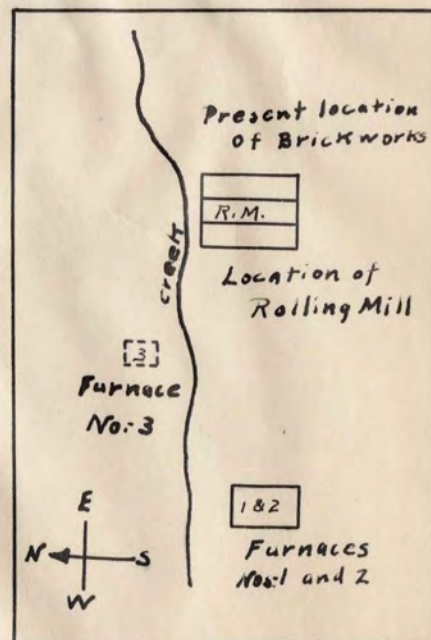 Present location
of Brickworks
R.M.
creek
Location of
Rolling Mill
3
Furnace
No:-3
E
N
S
W
1 & 2
Furnaces
Nos:1 and 2